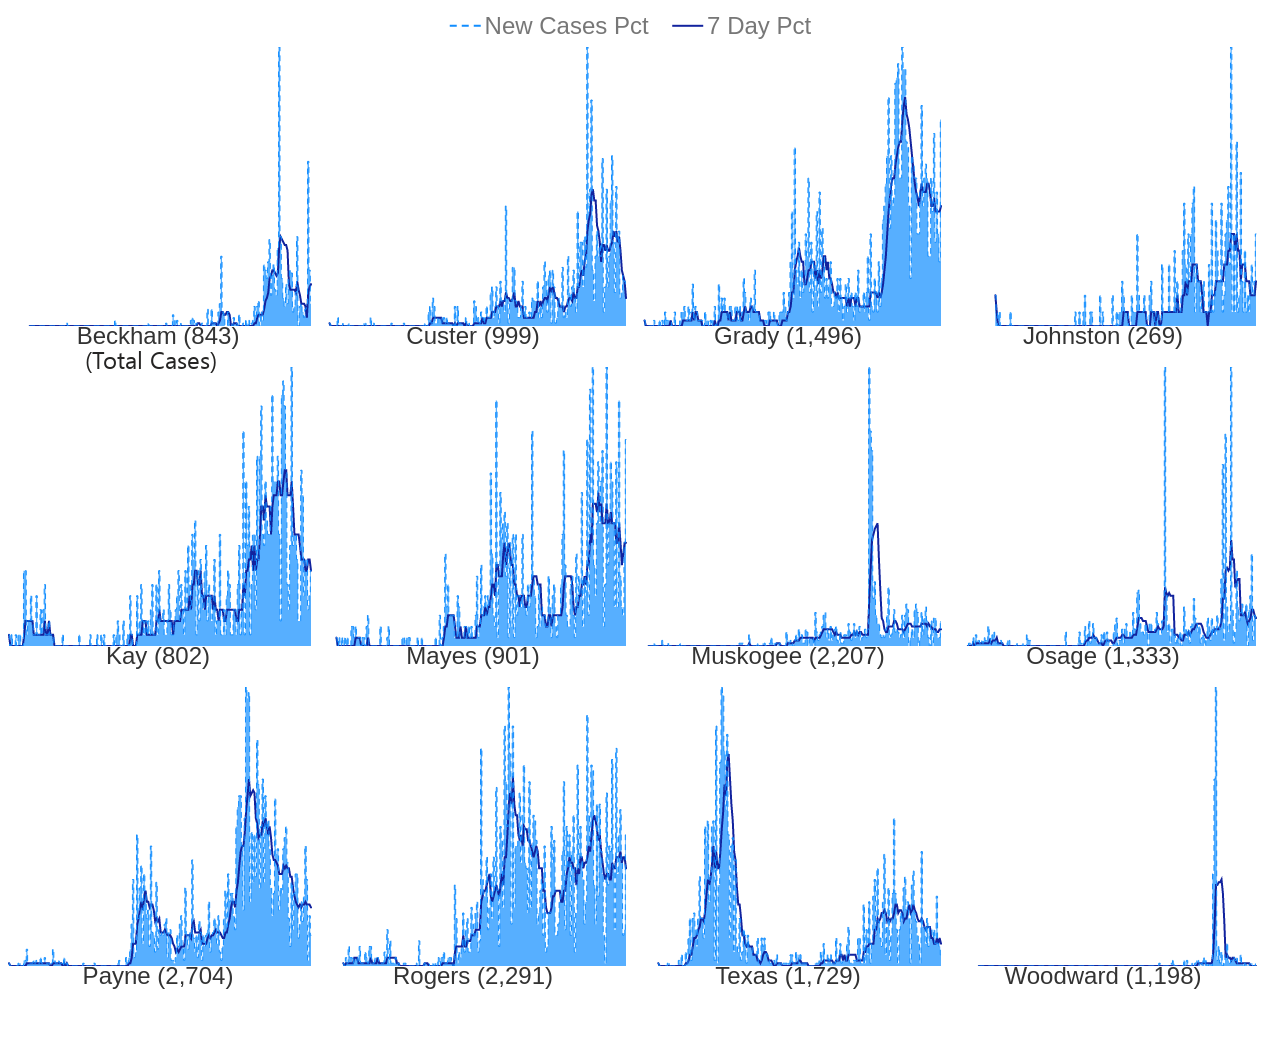 New Cases Pct 7 Day Pct
Beckham (843) Custer (999) Grady (1,496) Johnston (269)
(Total Cases)
Kay (802) Mayes (901) Muskogee (2,207) Osage (1,333)
Payne (2,704) Rogers (2,291) Texas (1,729) Woodward (1,198)